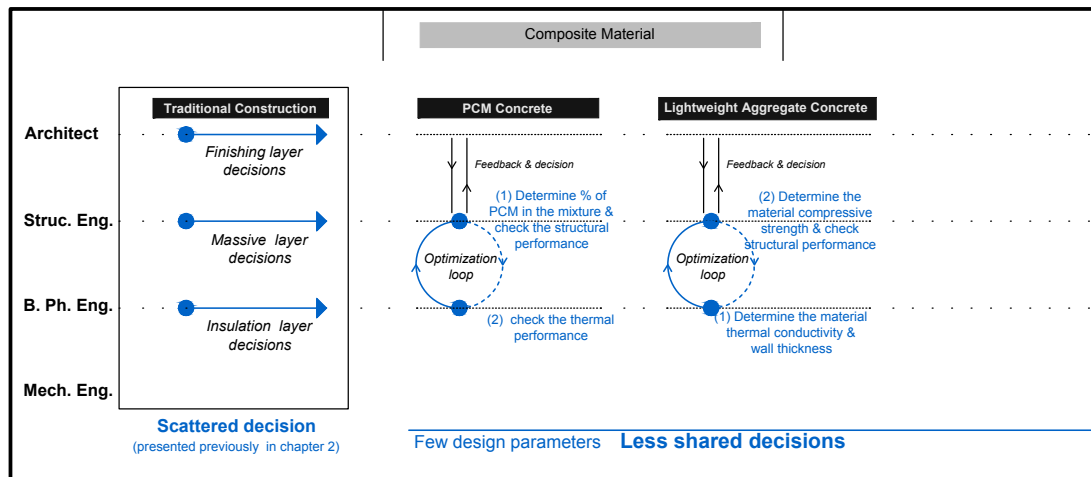 Composite Material
Traditional Construction
PCM Concrete
Lightweight Aggregate Concrete
Architect
Finishing layer
decisions
Feedback & decision
Feedback & decision
(1) Determine % of
PCM in the mixture &
check the structural
performance
(2) Determine the
material compressive
strength & check
structural performance
Struc. Eng.
Massive layer
decisions
Optimization
loop
Optimization
loop
B. Ph. Eng.
Insulation layer
decisions
(2) check the thermal
performance
(1) Determine the material
thermal conductivity &
wall thickness
Mech. Eng.
Scattered decision
(presented previously in chapter 2)
Few design parameters Less shared decisions